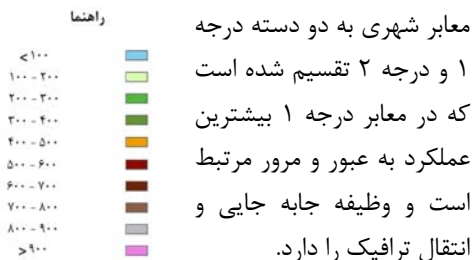 معابر شهری به دو دسته درجه
۱ و درجه ۲ تقسیم شده است
که در معابر درجه ۱ بیشترین
عملکرد به عبور و مرور مرتبط
است و وظیفه جابه جایی و
انتقال ترافیک را دارد.
راهنما
<۱۰۰
۱۰۰ - ۲۰۰
۲۰۰ - ۳۰۰
۳۰۰ - ۴۰۰
۴۰۰ - ۵۰۰
۵۰۰ - ۶۰۰
۶۰۰ - ۷۰۰
۷۰۰ - ۸۰۰
۸۰۰ - ۹۰۰
>۹۰۰